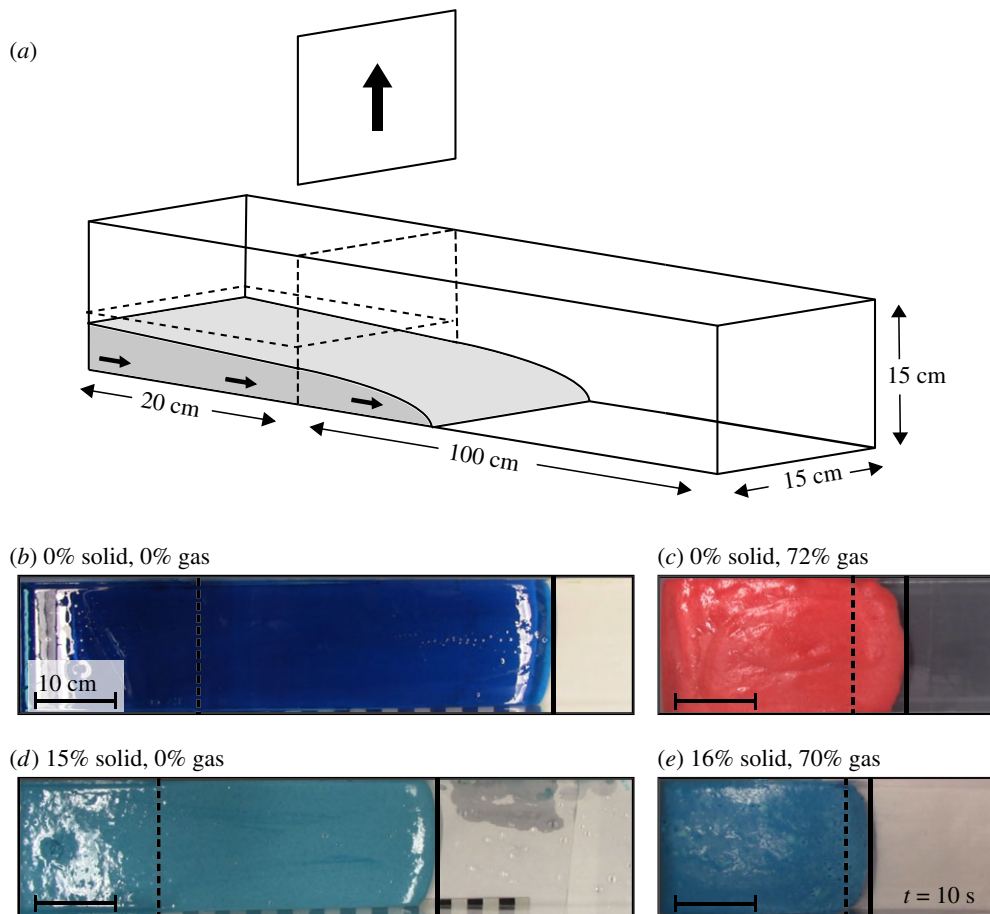 (a)
15 cm
20 cm
100 cm
15 cm
(b) 0% solid, 0% gas
(c) 0% solid, 72% gas
10 cm
(d) 15% solid, 0% gas
(e) 16% solid, 70% gas
t = 10 s